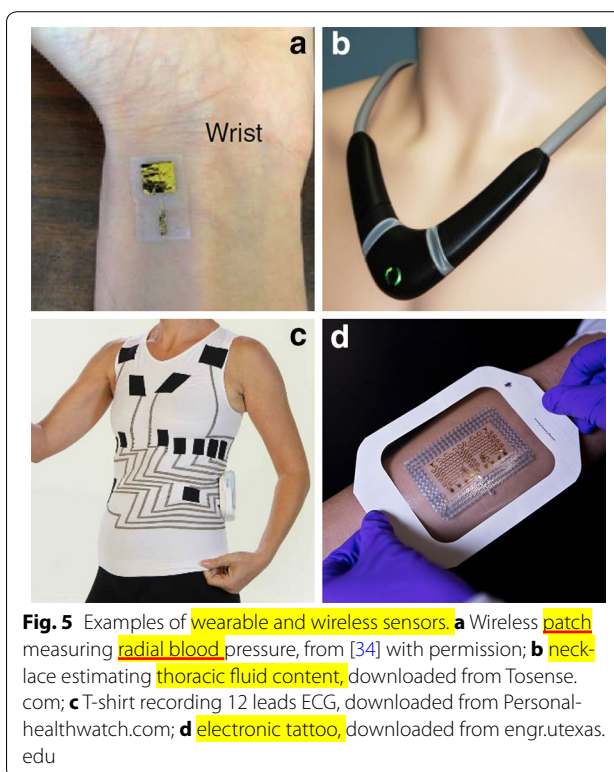 a
b
Wrist
c
d
Fig. 5 Examples of wearable and wireless sensors. a Wireless patch
measuring radial blood pressure, from [34] with permission; b neck-
lace estimating thoracic fluid content, downloaded from Tosense.
com; c T-shirt recording 12 leads ECG, downloaded from Personal-
healthwatch.com; d electronic tattoo, downloaded from engr.utexas.
edu